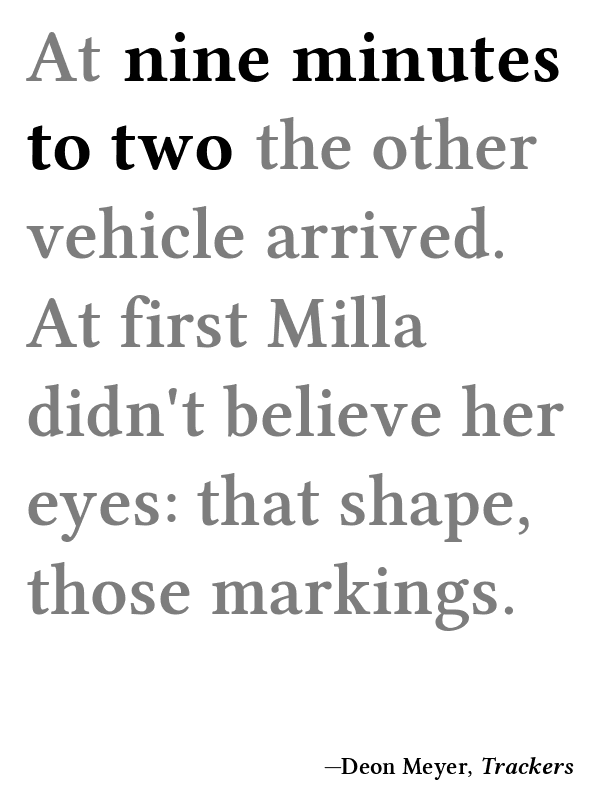 At nine minutes
to two the other
vehicle arrived.
At first Milla
didn't believe her
eyes: that shape,
those markings.
—Deon Meyer, Trackers